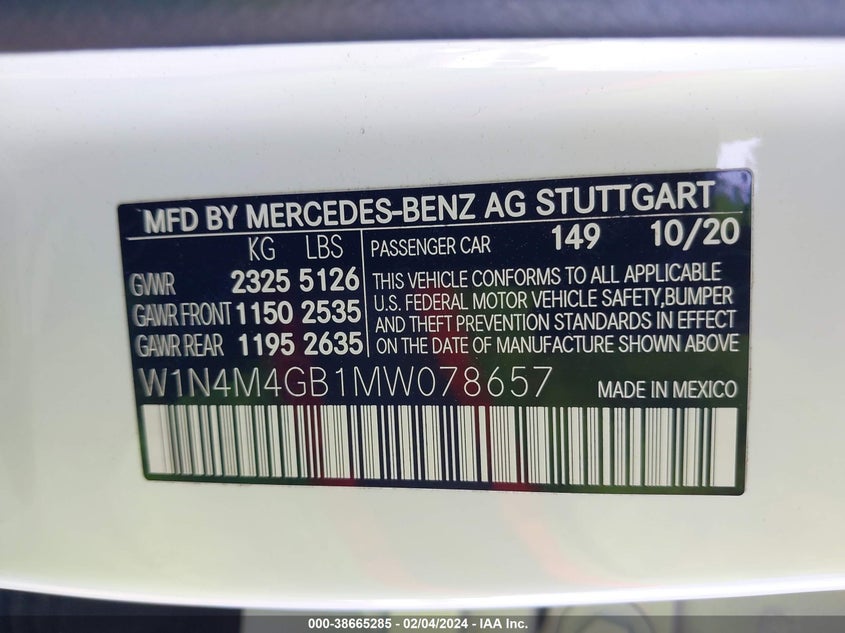 MFD BY MERCEDES-BENZ AG STUTTGART
KG LBS
GVWR 2325 5126
GAWR FRONT 1150 2535
GAWR REAR 1195 2635
PASSENGER CAR 149 10/20
THIS VEHICLE CONFORMS TO ALL APPLICABLE
U.S. FEDERAL MOTOR VEHICLE SAFETY,BUMPER
AND THEFT PREVENTION STANDARDS IN EFFECT
ON THE DATE OF MANUFACTURE SHOWN ABOVE
W1N4M4GB1MW078657 MADE IN MEXICO
000-38665285 - 02/04/2024 - IAA Inc.